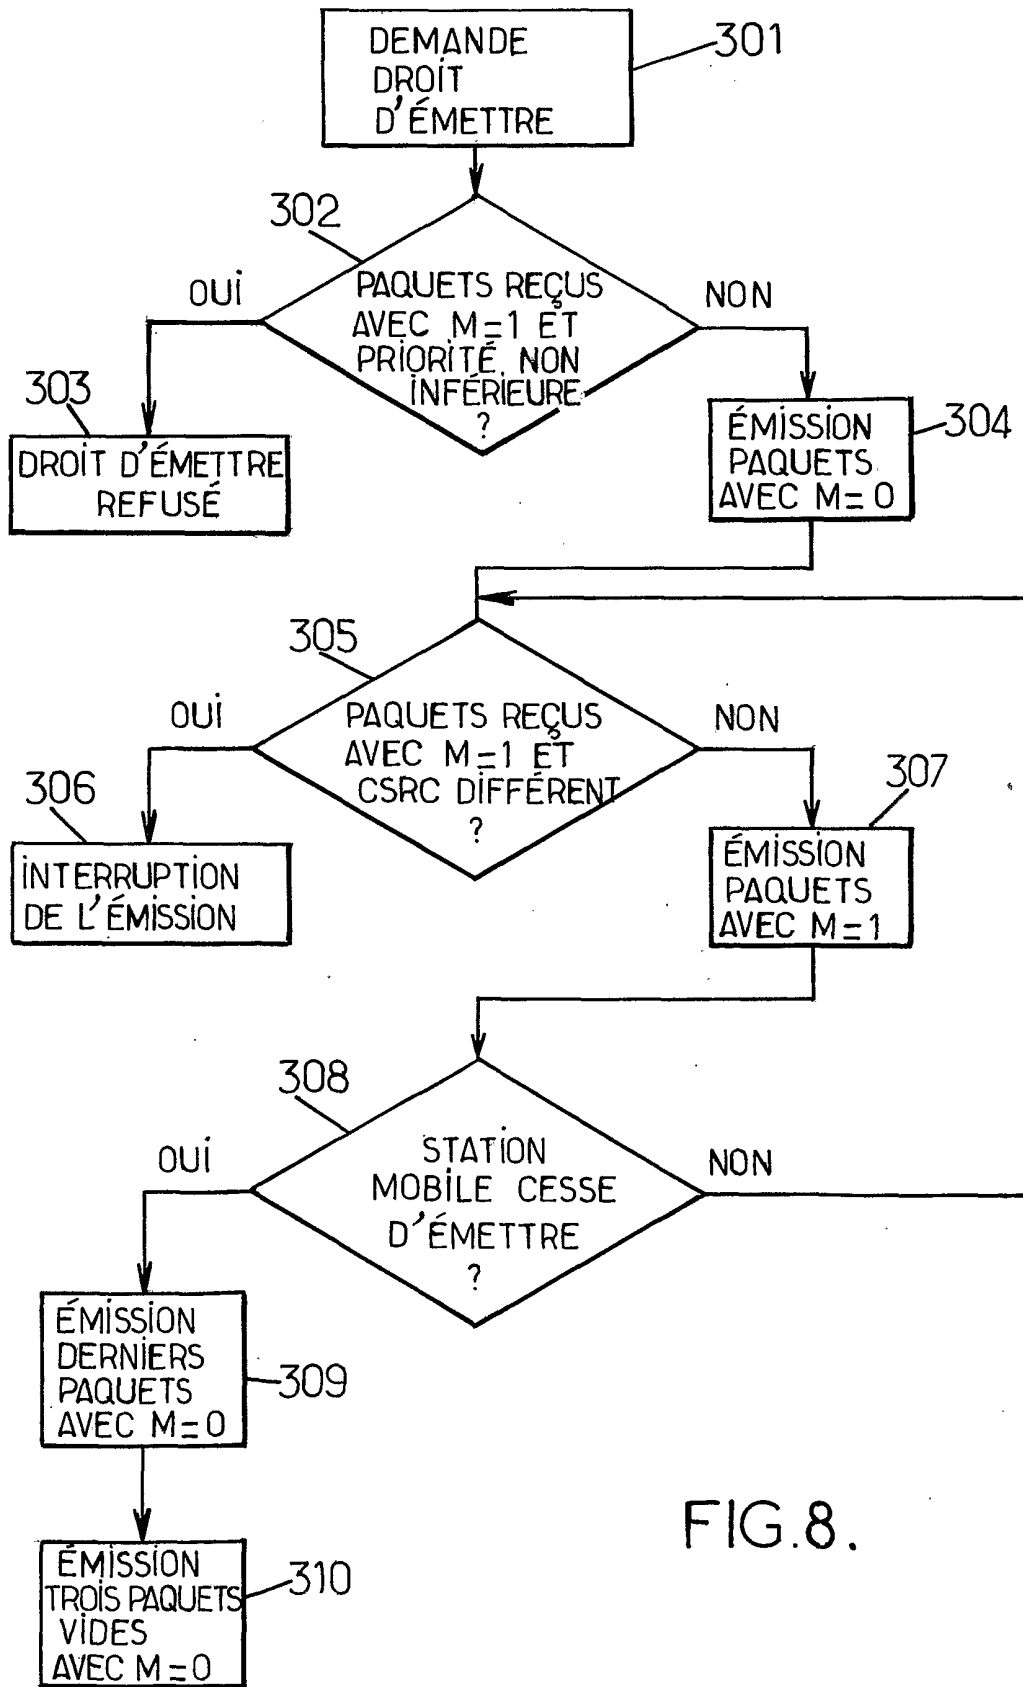 DEMANDE
DROIT
D'ÉMETTRE
301
302
PAQUETS REÇUS
AVEC M=1 ET
PRIORITÉ NON
INFÉRIEURE
?
OUI
NON
303
DROIT D'ÉMETTRE
REFUSÉ
ÉMISSION
PAQUETS
AVEC M=0
304
305
PAQUETS REÇUS
AVEC M=1 ET
CSRC DIFFÉRENT
?
OUI
NON
306
INTERRUPTION
DE L'ÉMISSION
307
ÉMISSION
PAQUETS
AVEC M=1
308
STATION
MOBILE CESSE
D'ÉMETTRE
?
OUI
NON
ÉMISSION
DERNIERS
PAQUETS
AVEC M=0
309
ÉMISSION
TROIS PAQUETS
VIDES
AVEC M=0
310
FIG.8.